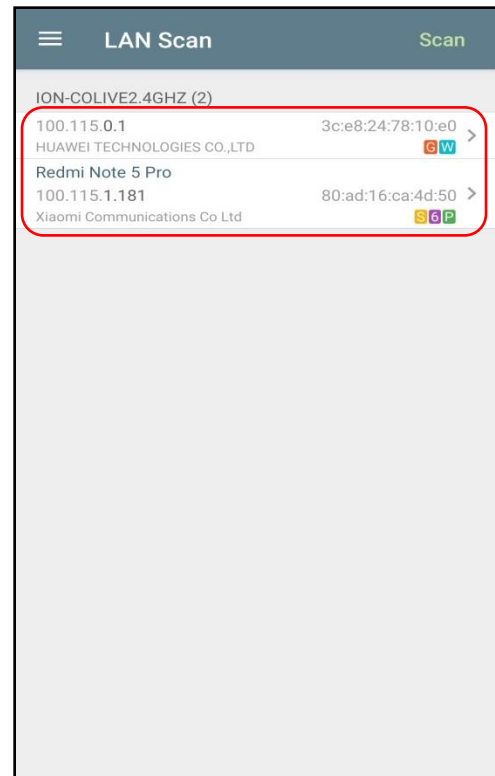 LAN Scan Scan
ION-COLIVE2.4GHZ (2)
100.115.0.1 3c:e8:24:78:10:e0 >
HUAWEI TECHNOLOGIES CO.,LTD G W
Redmi Note 5 Pro
100.115.1.181 80:ad:16:ca:4d:50 >
Xiaomi Communications Co Ltd S 6 P